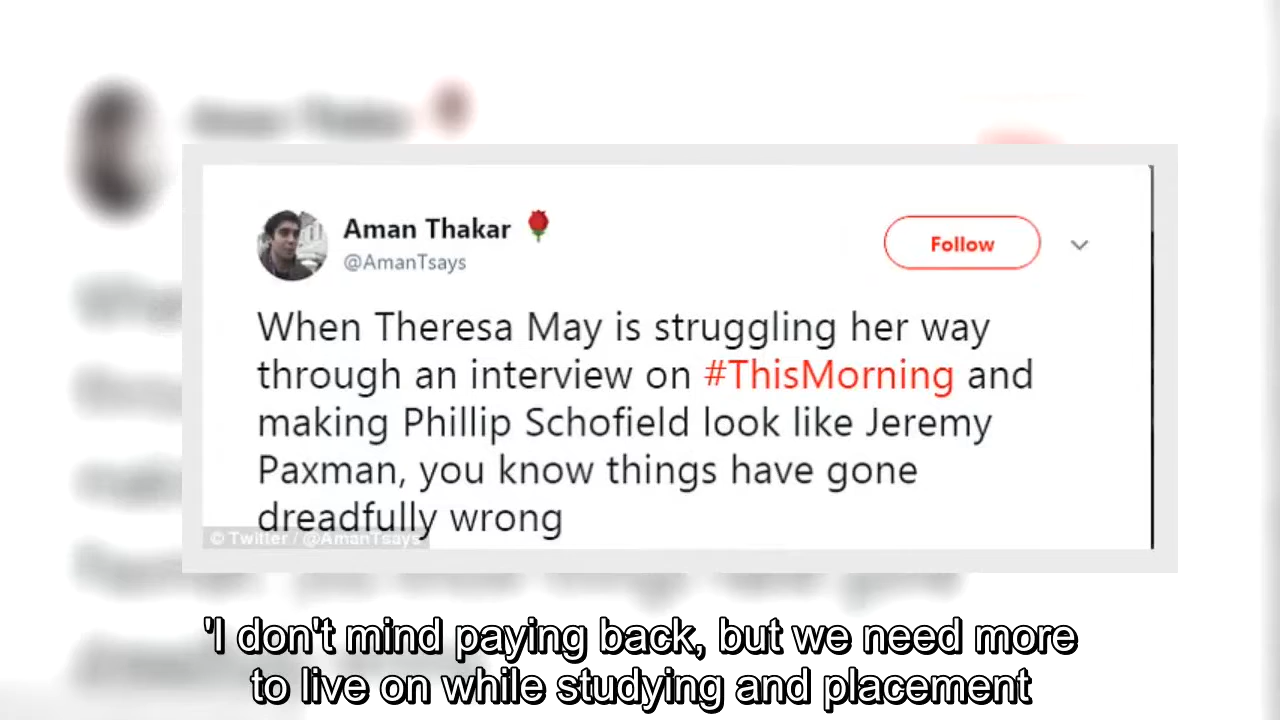 Aman Thakar 🌹
@AmanTsays
Follow
When Theresa May is struggling her way
through an interview on #ThisMorning and
making Phillip Schofield look like Jeremy
Paxman, you know things have gone
dreadfully wrong
© Twitter / @AmanTsays
'I don't mind paying back, but we need more
to live on while studying and placement